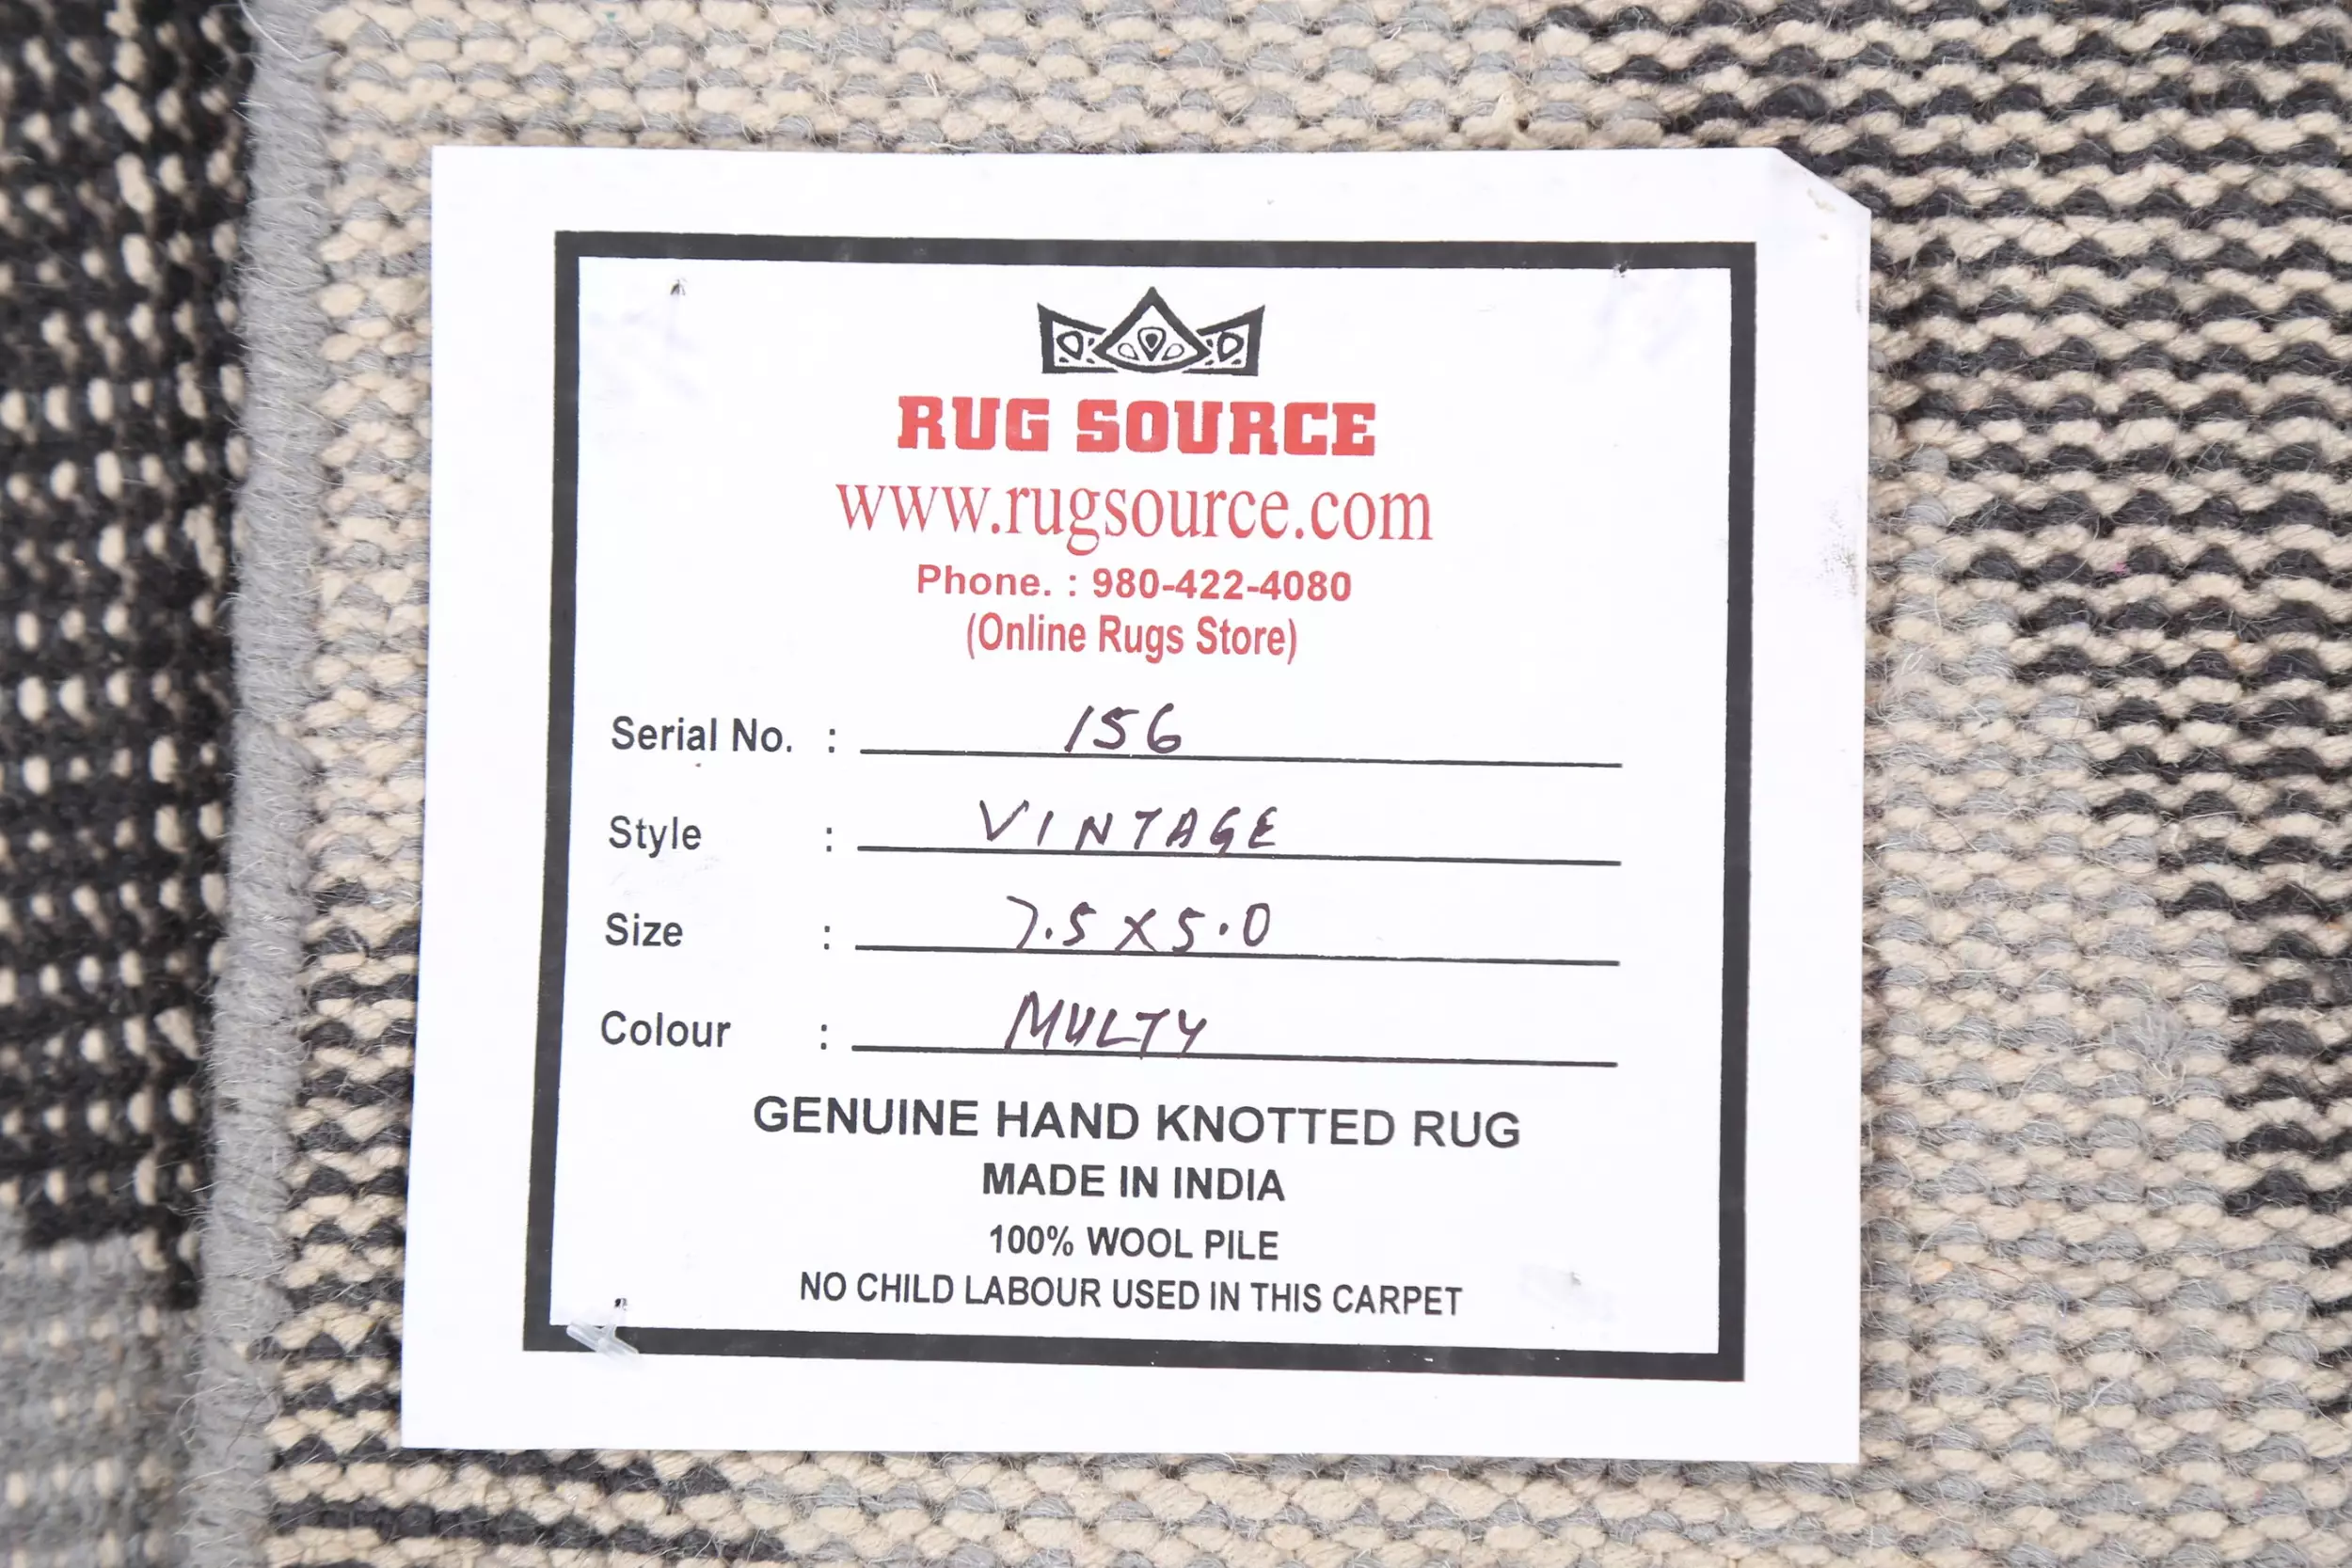 RUG SOURCE
www.rugsource.com
Phone. : 980-422-4080
(Online Rugs Store)
Serial No. : 156
Style : VINTAGE
Size : 7.5 X 5.0
Colour : MULTY
GENUINE HAND KNOTTED RUG
MADE IN INDIA
100% WOOL PILE
NO CHILD LABOUR USED IN THIS CARPET